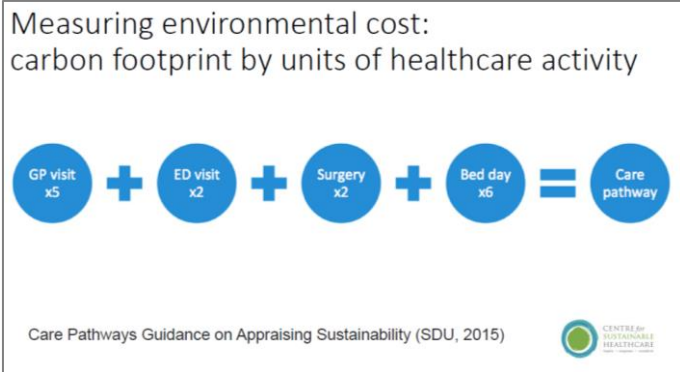 Measuring environmental cost:
carbon footprint by units of healthcare activity
GP visit
x5
ED visit
x2
Surgery
x2
Bed day
x6
Care
pathway
Care Pathways Guidance on Appraising Sustainability (SDU, 2015)
CENTRE for
SUSTAINABLE
HEALTHCARE